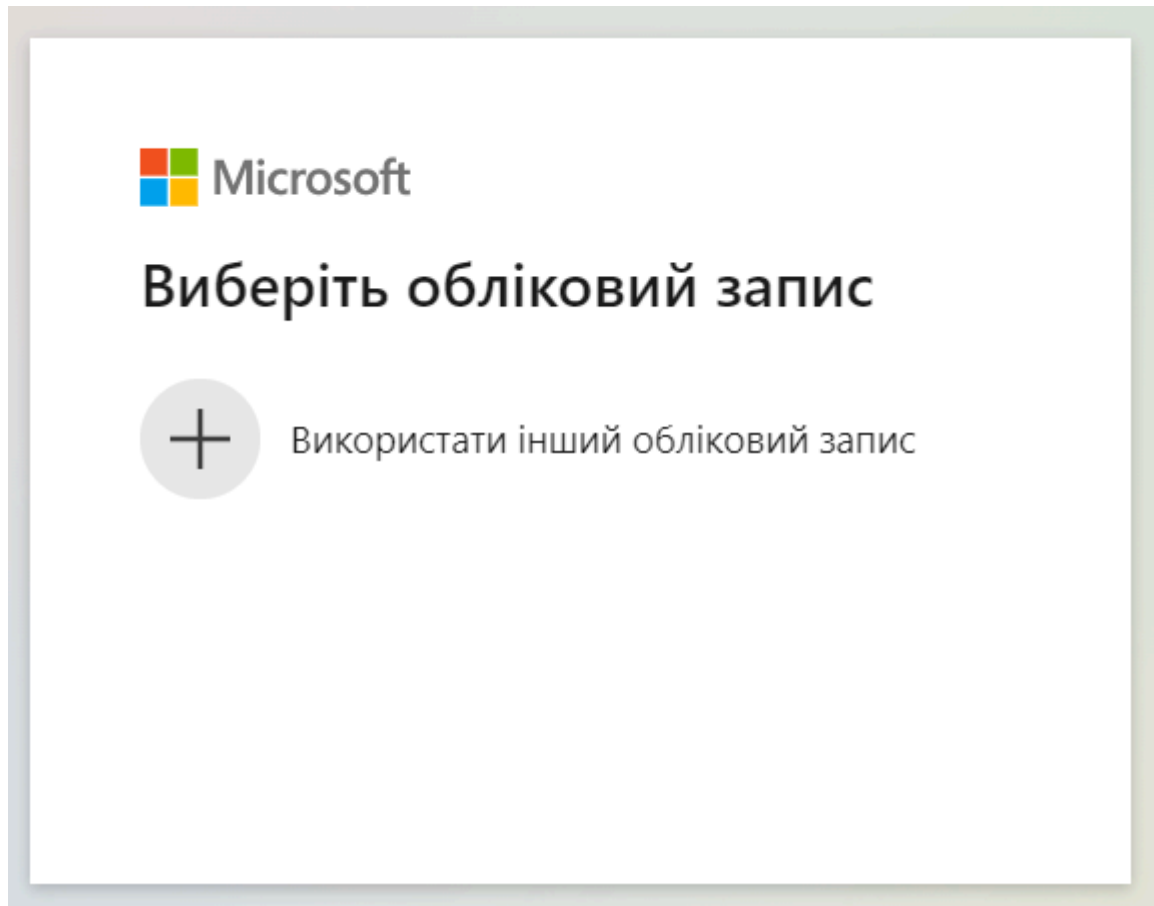 Microsoft
Виберіть обліковий запис
Використати інший обліковий запис